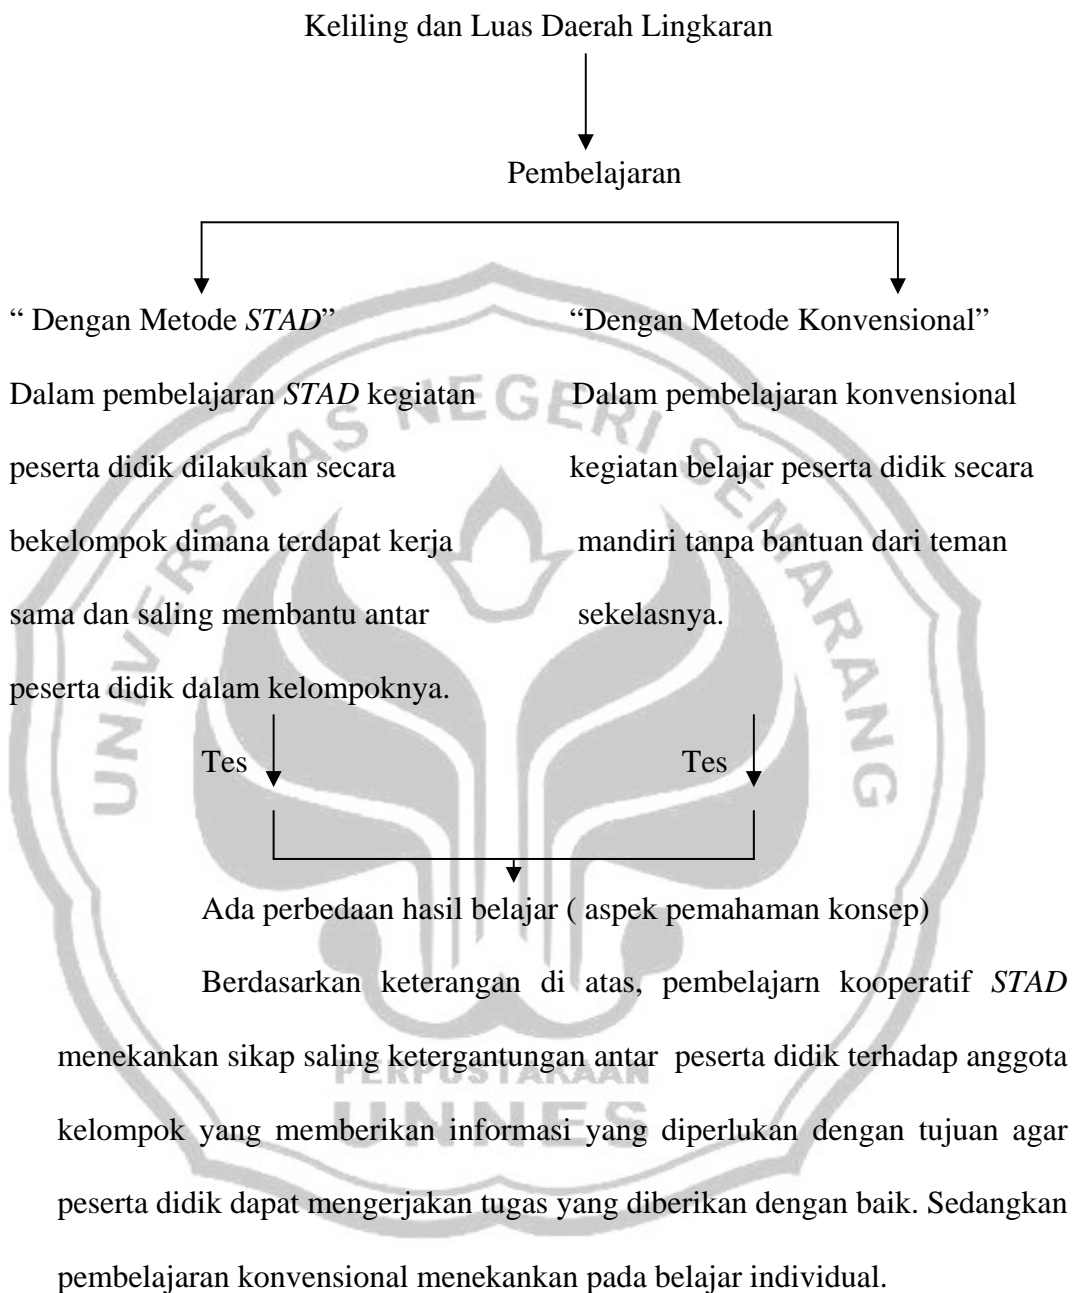 Keliling dan Luas Daerah Lingkaran
Pembelajaran
“ Dengan Metode STAD”
Dalam pembelajaran STAD kegiatan
peserta didik dilakukan secara
bekelompok dimana terdapat kerja
sama dan saling membantu antar
peserta didik dalam kelompoknya.
“Dengan Metode Konvensional”
Dalam pembelajaran konvensional
kegiatan belajar peserta didik secara
mandiri tanpa bantuan dari teman
sekelasnya.
Tes
Tes
Ada perbedaan hasil belajar ( aspek pemahaman konsep)
Berdasarkan keterangan di atas, pembelajarn kooperatif STAD
menekankan sikap saling ketergantungan antar peserta didik terhadap anggota
kelompok yang memberikan informasi yang diperlukan dengan tujuan agar
peserta didik dapat mengerjakan tugas yang diberikan dengan baik. Sedangkan
pembelajaran konvensional menekankan pada belajar individual.
UNIVERSITAS NEGERI SEMARANG
PERPUSTAKAAN
UNNES